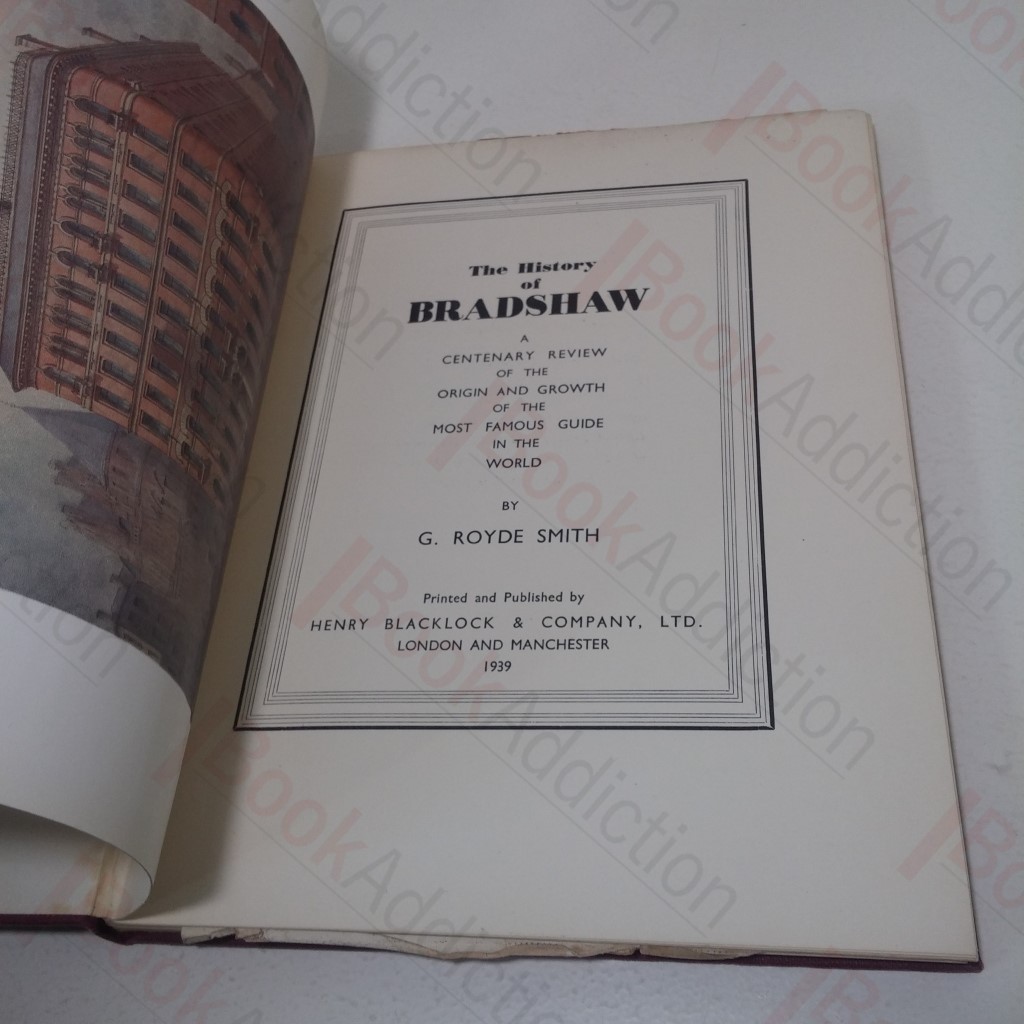 The History
of
BRADSHAW
A
CENTENARY REVIEW
OF THE
ORIGIN AND GROWTH
OF THE
MOST FAMOUS GUIDE
IN THE
WORLD
BY
G. ROYDE SMITH
Printed and Published by
HENRY BLACKLOCK & COMPANY, LTD.
LONDON AND MANCHESTER
1939
BookAddiction